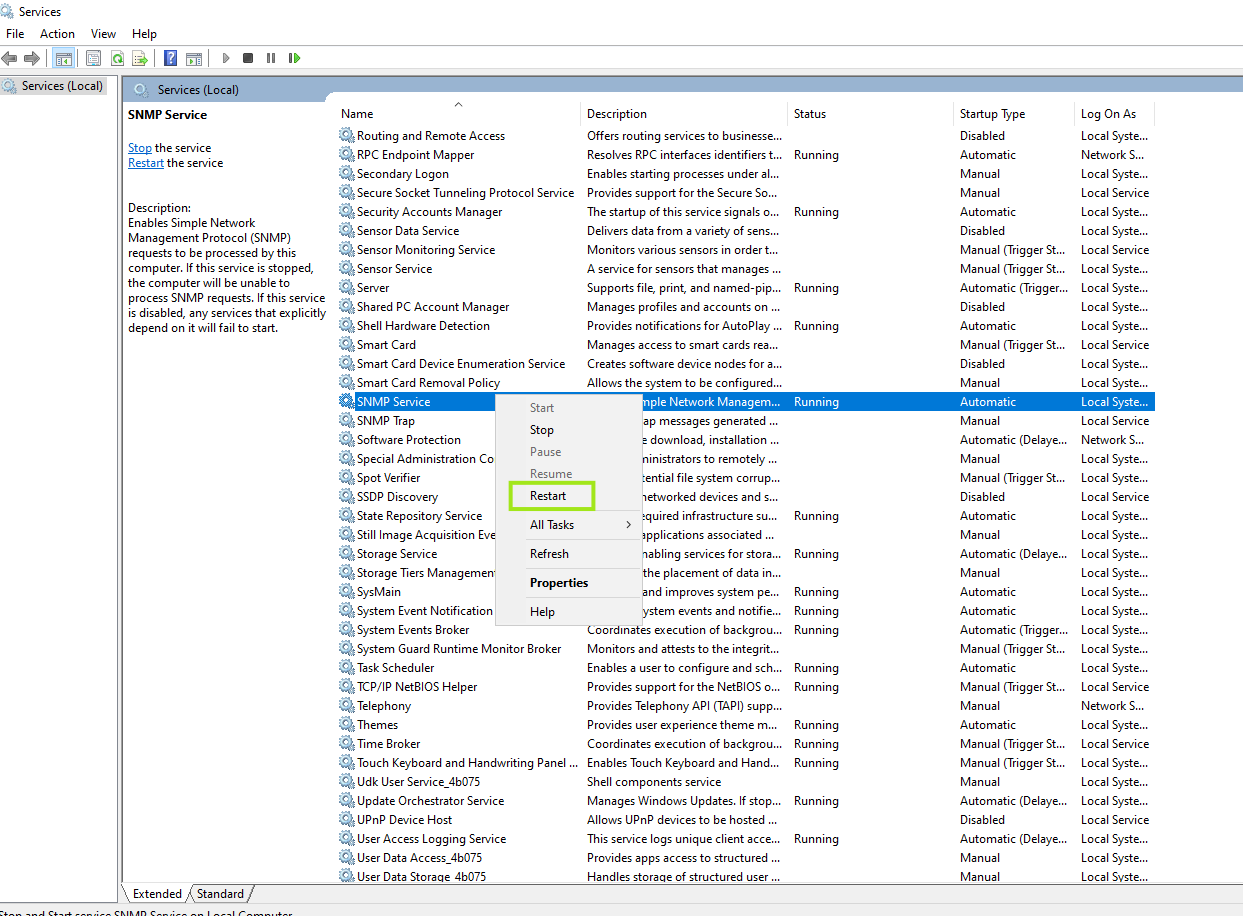 Services
File Action View Help
Services (Local)
Services (Local)
SNMP Service
Stop the service
Restart the service
Description:
Enables Simple Network
Management Protocol (SNMP)
requests to be processed by this
computer. If this service is stopped,
the computer will be unable to
process SNMP requests. If this service
is disabled, any services that explicitly
depend on it will fail to start.
Name Description Status Startup Type Log On As
Routing and Remote Access Offers routing services to businesse... Disabled Local Syste...
RPC Endpoint Mapper Resolves RPC interfaces identifiers t... Running Automatic Network S...
Secondary Logon Enables starting processes under al... Manual Local Syste...
Secure Socket Tunneling Protocol Service Provides support for the Secure So... Manual Local Service
Security Accounts Manager The startup of this service signals o... Running Automatic Local Syste...
Sensor Data Service Delivers data from a variety of sens... Disabled Local Syste...
Sensor Monitoring Service Monitors various sensors in order t... Manual (Trigger St... Local Service
Sensor Service A service for sensors that manages ... Manual (Trigger St... Local Syste...
Server Supports file, print, and named-pip... Running Automatic (Trigger... Local Syste...
Shared PC Account Manager Manages profiles and accounts on ... Disabled Local Syste...
Shell Hardware Detection Provides notifications for AutoPlay ... Running Automatic Local Syste...
Smart Card Manages access to smart cards rea... Manual (Trigger St... Local Service
Smart Card Device Enumeration Service Creates software device nodes for a... Disabled Local Syste...
Smart Card Removal Policy Allows the system to be configured... Manual Local Syste...
SNMP Service mple Network Managem... Running Automatic Local Syste...
SNMP Trap ap messages generated ... Manual Local Service
Software Protection e download, installation ... Automatic (Delaye... Network S...
Special Administration Co ministrators to remotely ... Manual Local Syste...
Spot Verifier tential file system corrup... Manual (Trigger St... Local Syste...
SSDP Discovery networked devices and s... Disabled Local Service
State Repository Service equired infrastructure su... Running Automatic Local Syste...
Still Image Acquisition Eve applications associated ... Manual Local Syste...
Storage Service nabling services for stora... Running Automatic (Delaye... Local Syste...
Storage Tiers Management the placement of data in... Manual Local Syste...
SysMain and improves system pe... Running Automatic Local Syste...
System Event Notification ystem events and notifie... Running Automatic Local Syste...
System Events Broker Coordinates execution of backgrou... Running Automatic (Trigger... Local Syste...
System Guard Runtime Monitor Broker Monitors and attests to the integrit... Manual (Trigger St... Local Syste...
Task Scheduler Enables a user to configure and sch... Running Automatic Local Syste...
TCP/IP NetBIOS Helper Provides support for the NetBIOS o... Running Manual (Trigger St... Local Service
Telephony Provides Telephony API (TAPI) supp... Manual Network S...
Themes Provides user experience theme m... Running Automatic Local Syste...
Time Broker Coordinates execution of backgrou... Running Manual (Trigger St... Local Service
Touch Keyboard and Handwriting Panel ... Enables Touch Keyboard and Hand... Running Manual (Trigger St... Local Syste...
Udk User Service_4b075 Shell components service Manual Local Syste...
Update Orchestrator Service Manages Windows Updates. If stop... Running Automatic (Delaye... Local Syste...
UPnP Device Host Allows UPnP devices to be hosted ... Disabled Local Service
User Access Logging Service This service logs unique client acce... Running Automatic (Delaye... Local Syste...
User Data Access_4b075 Provides apps access to structured ... Manual Local Syste...
User Data Storage_4b075 Handles storage of structured user ... Manual Local Syste...
Start
Stop
Pause
Resume
Restart
All Tasks
Refresh
Properties
Help
Extended Standard
Stop and Start service SNMP Service on Local Computer